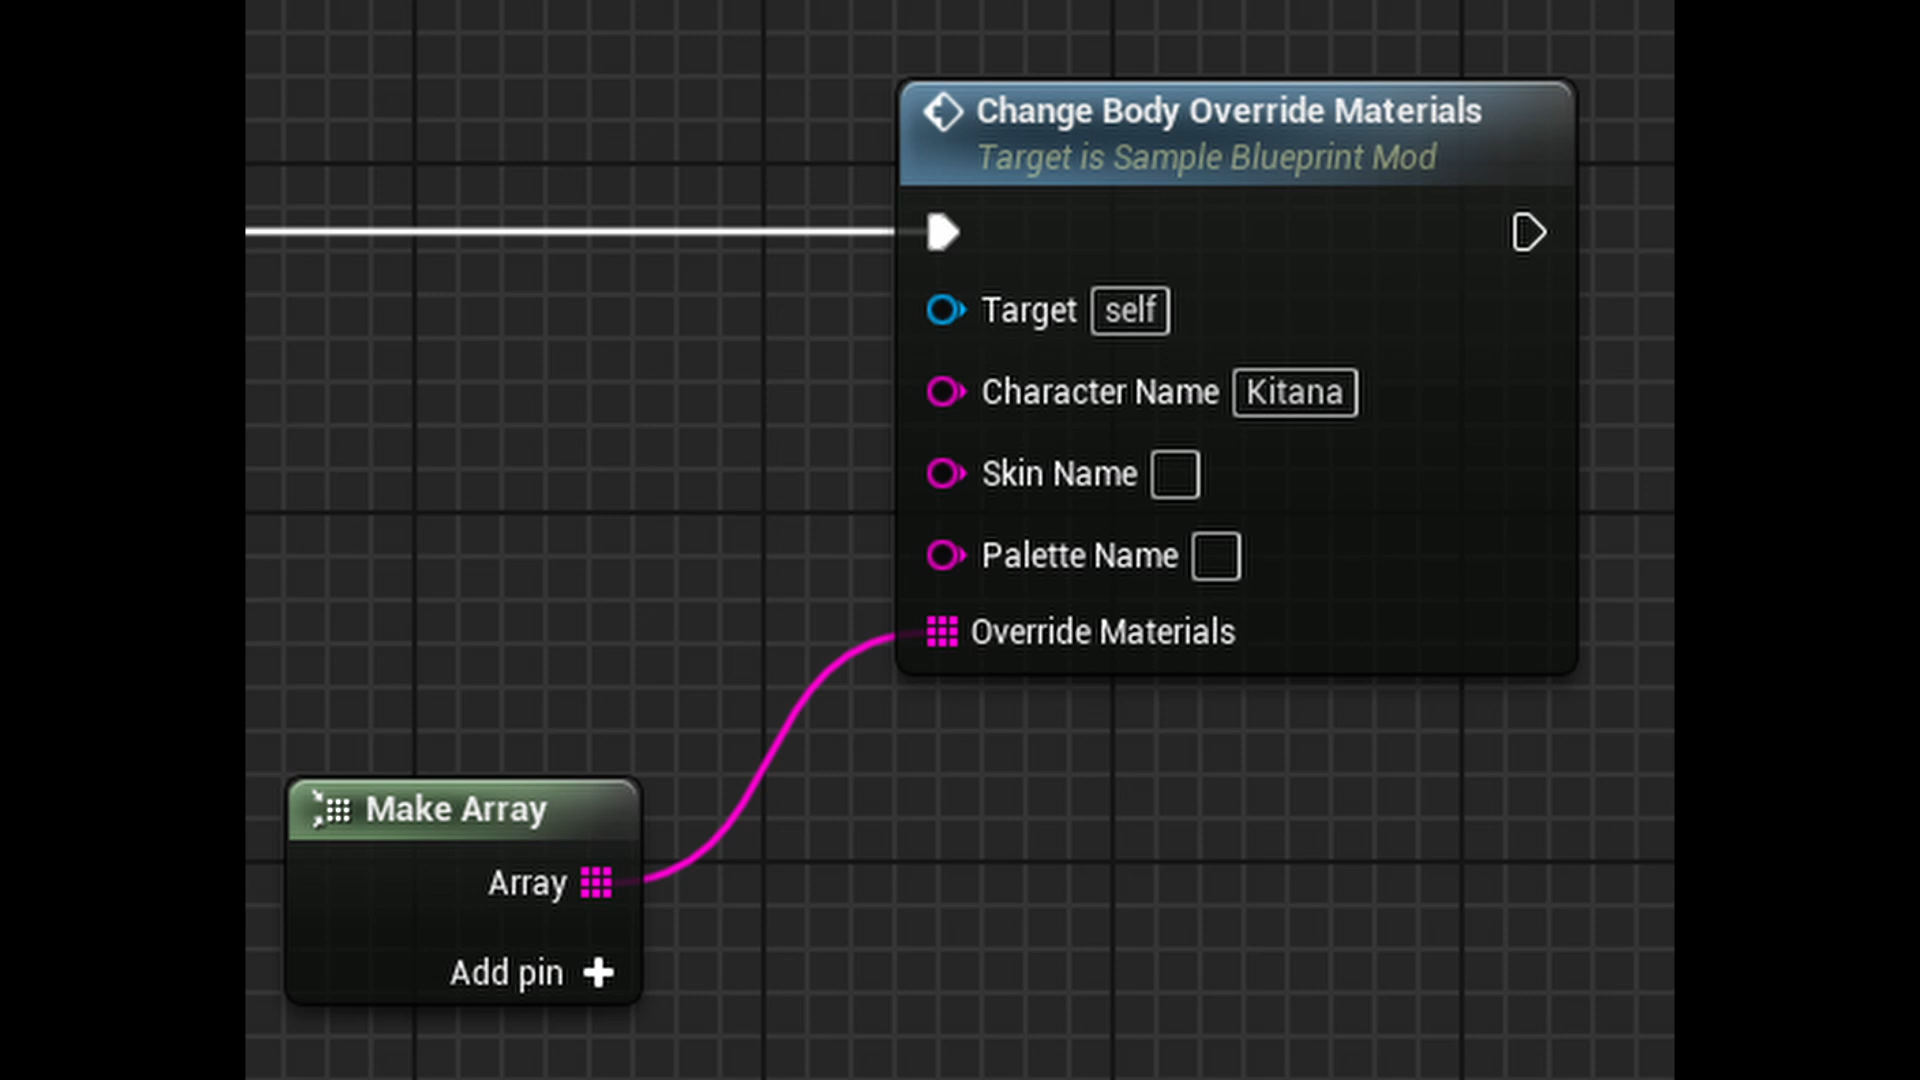 Change Body Override Materials
Target is Sample Blueprint Mod
Target self
Character Name Kitana
Skin Name
Palette Name
Override Materials
Make Array
Array
Add pin